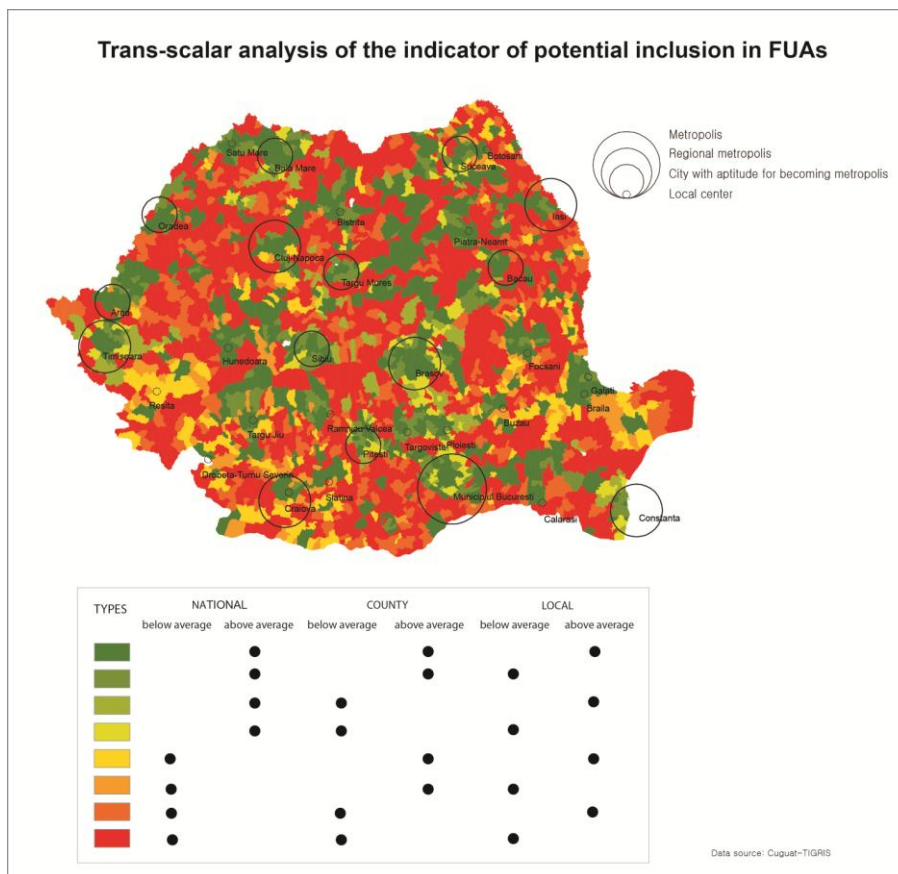 Trans-scalar analysis of the indicator of potential inclusion in FUAs
Metropolis
Regional metropolis
City with aptitude for becoming metropolis
Local center
Satu Mare
Baia Mare
Suceava
Botosani
Oradea
Bistrita
Iasi
Cluj-Napoca
Piatra-Neamt
Targu Mures
Bacau
Arad
Timisoara
Hunedoara
Sibiu
Brasov
Focsani
Resita
Galati
Braila
Targu Jiu
Ramnicu Valcea
Buzau
Pitesti
Targoviste
Ploiesti
Drobeta-Turnu Severin
Slatina
Craiova
Municipiul Bucuresti
Calarasi
Constanta
TYPES NATIONAL COUNTY LOCAL
below average above average below average above average below average above average
Data source: Cuguat-TIGRIS